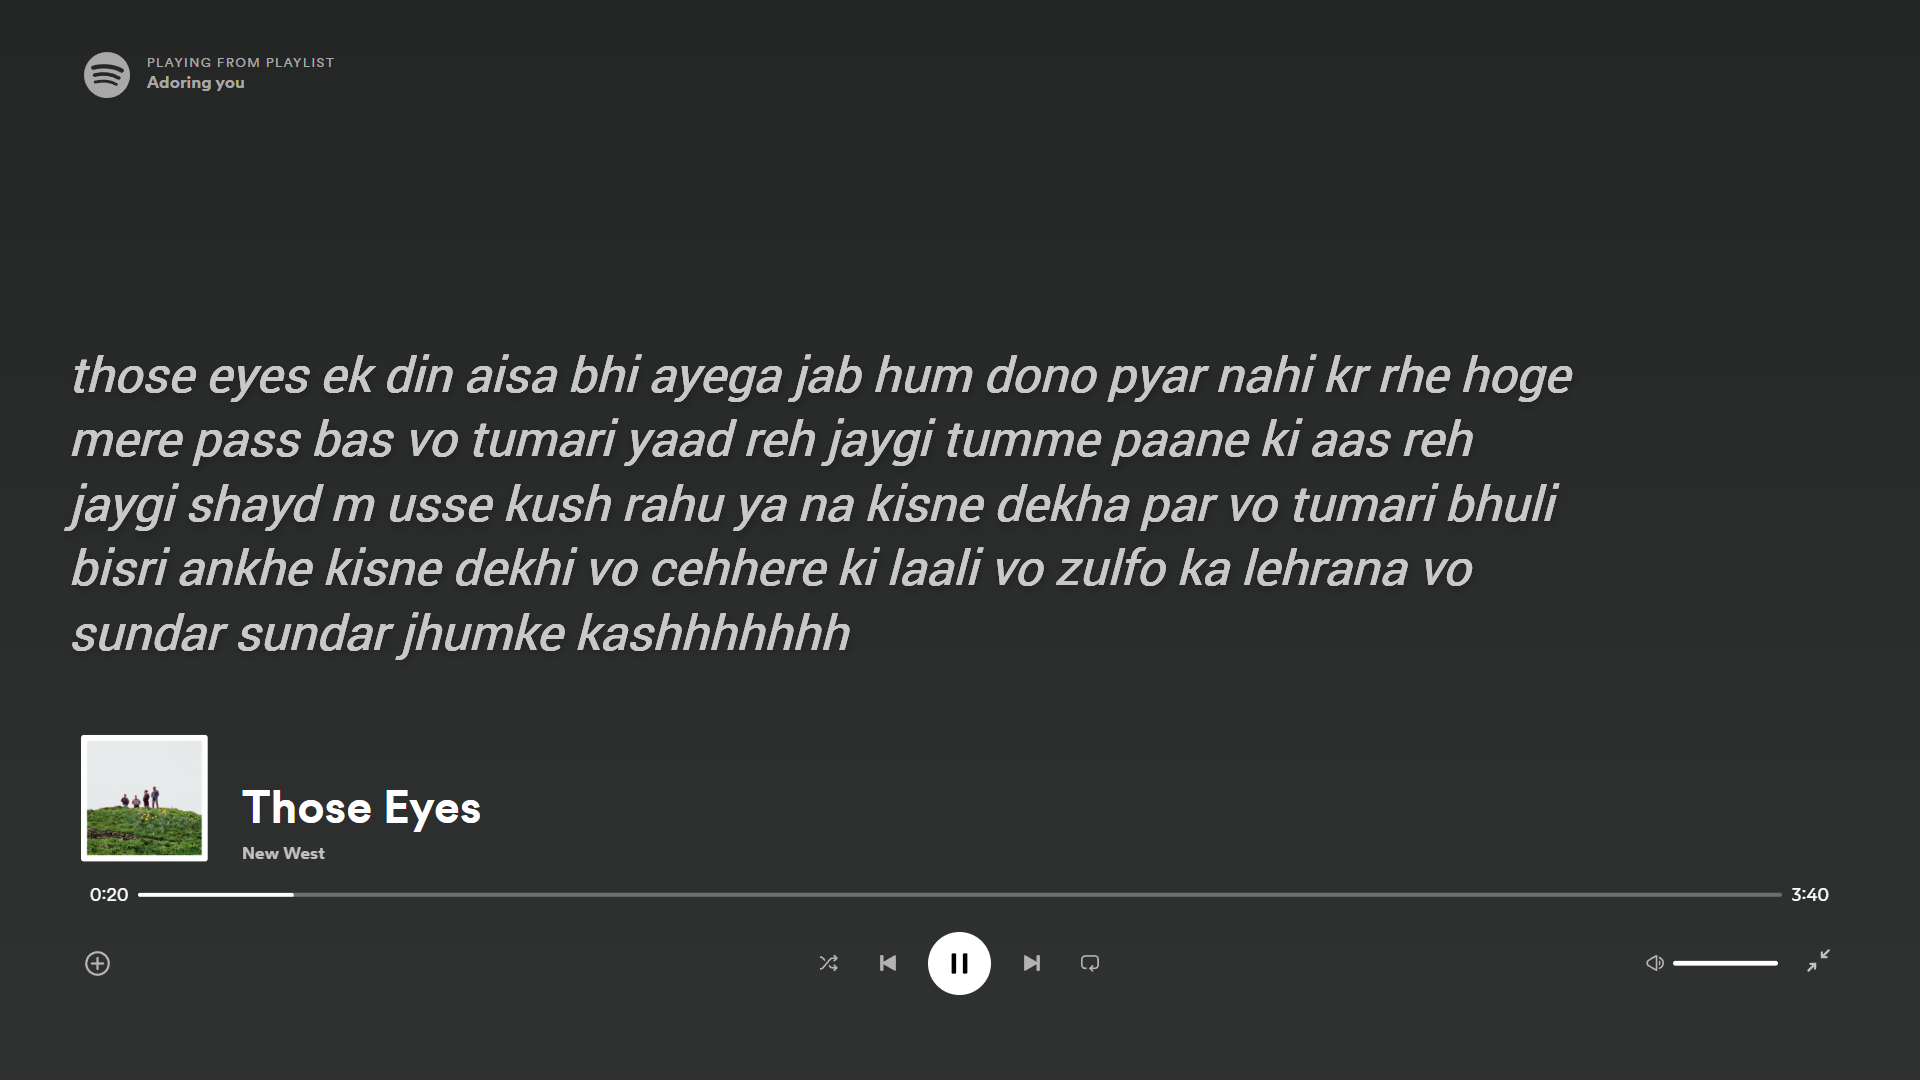 PLAYING FROM PLAYLIST
Adoring you
those eyes ek din aisa bhi ayega jab hum dono pyar nahi kr rhe hoge
mere pass bas vo tumari yaad reh jaygi tumme paane ki aas reh
jaygi shayd m usse kush rahu ya na kisne dekha par vo tumari bhuli
bisri ankhe kisne dekhi vo cehhere ki laali vo zulfo ka lehrana vo
sundar sundar jhumke kashhhhhhh
Those Eyes
New West
0:20
3:40